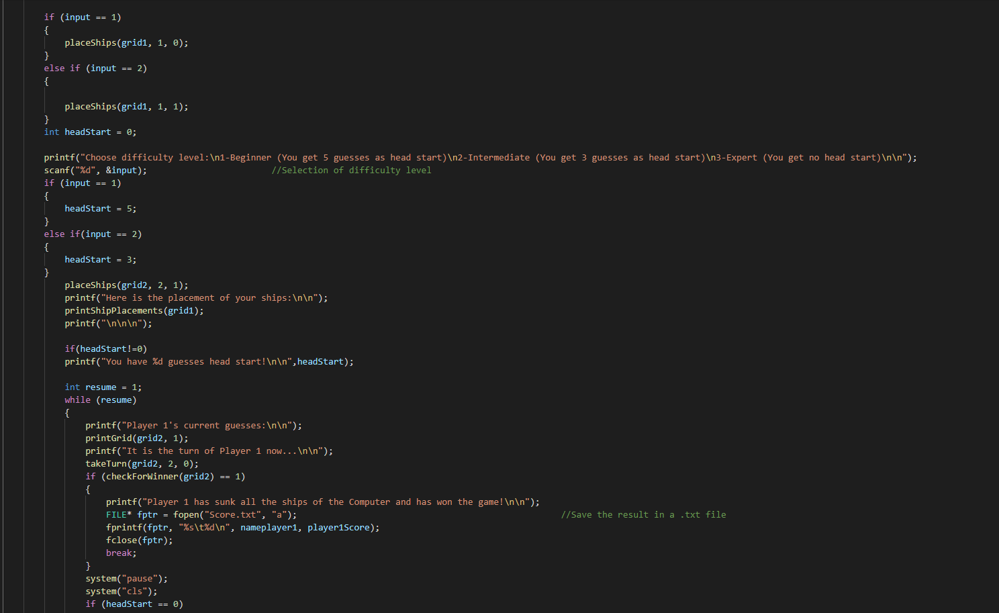 if (input == 1)
{
placeShips(grid1, 1, 0);
}
else if (input == 2)
{
placeShips(grid1, 1, 1);
}
int headStart = 0;
printf("Choose difficulty level:\n1-Beginner (You get 5 guesses as head start)\n2-Intermediate (You get 3 guesses as head start)\n3-Expert (You get no head start)\n\n");
scanf("%d", &input); //Selection of difficulty level
if (input == 1)
{
headStart = 5;
}
else if(input == 2)
{
headStart = 3;
}
placeShips(grid2, 2, 1);
printf("Here is the placement of your ships:\n\n");
printShipPlacements(grid1);
printf("\n\n\n");
if(headStart!=0)
printf("You have %d guesses head start!\n\n",headStart);
int resume = 1;
while (resume)
{
printf("Player 1's current guesses:\n\n");
printGrid(grid2, 1);
printf("It is the turn of Player 1 now...\n\n");
takeTurn(grid2, 2, 0);
if (checkForWinner(grid2) == 1)
{
printf("Player 1 has sunk all the ships of the Computer and has won the game!\n\n");
FILE* fptr = fopen("Score.txt", "a"); //Save the result in a .txt file
fprintf(fptr, "%s\t%d\n", nameplayer1, player1Score);
fclose(fptr);
break;
}
system("pause");
system("cls");
if (headStart == 0)